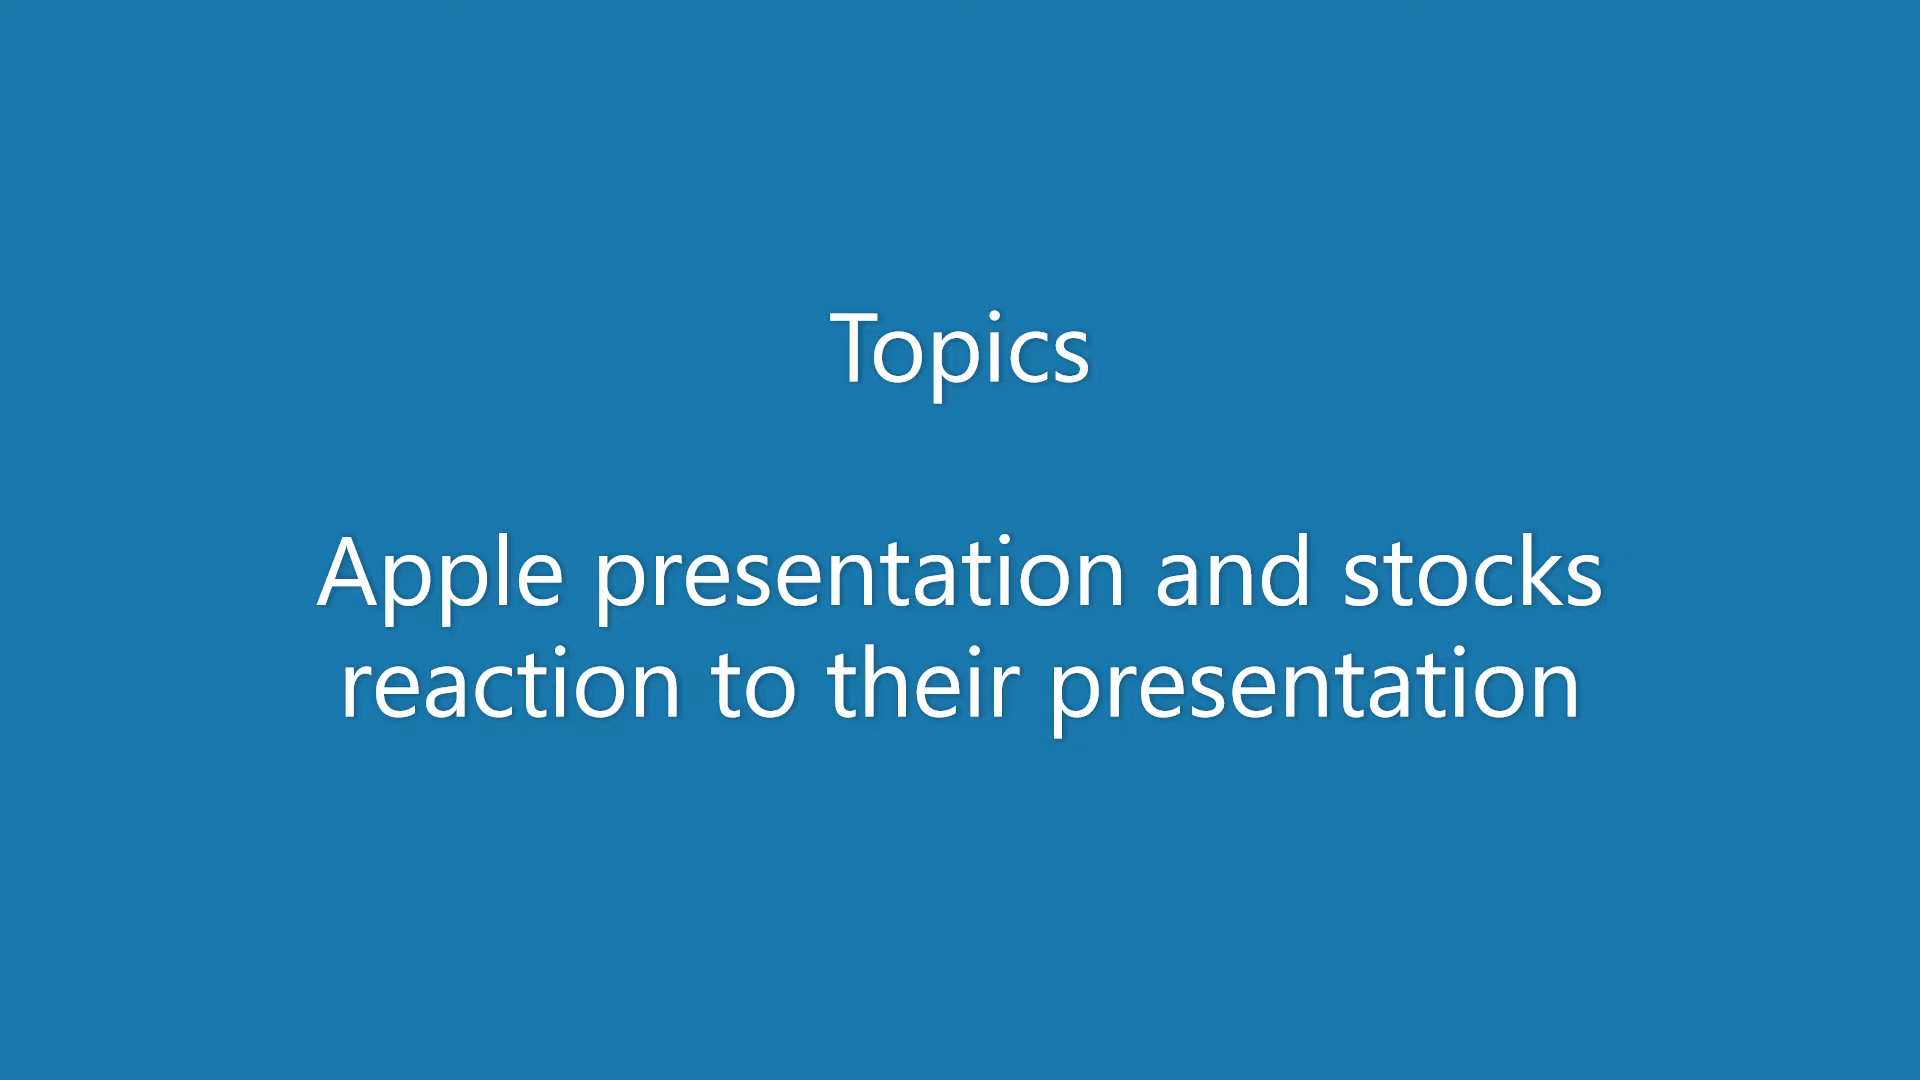 Topics
Apple presentation and stocks
reaction to their presentation